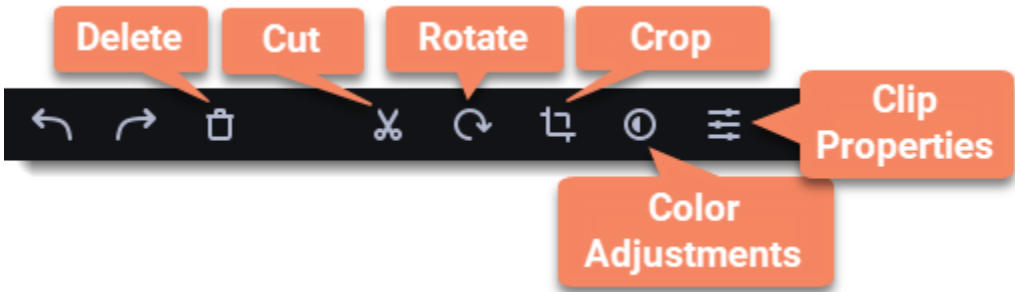 Delete
Cut
Rotate
Crop
Clip
Properties
Color
Adjustments